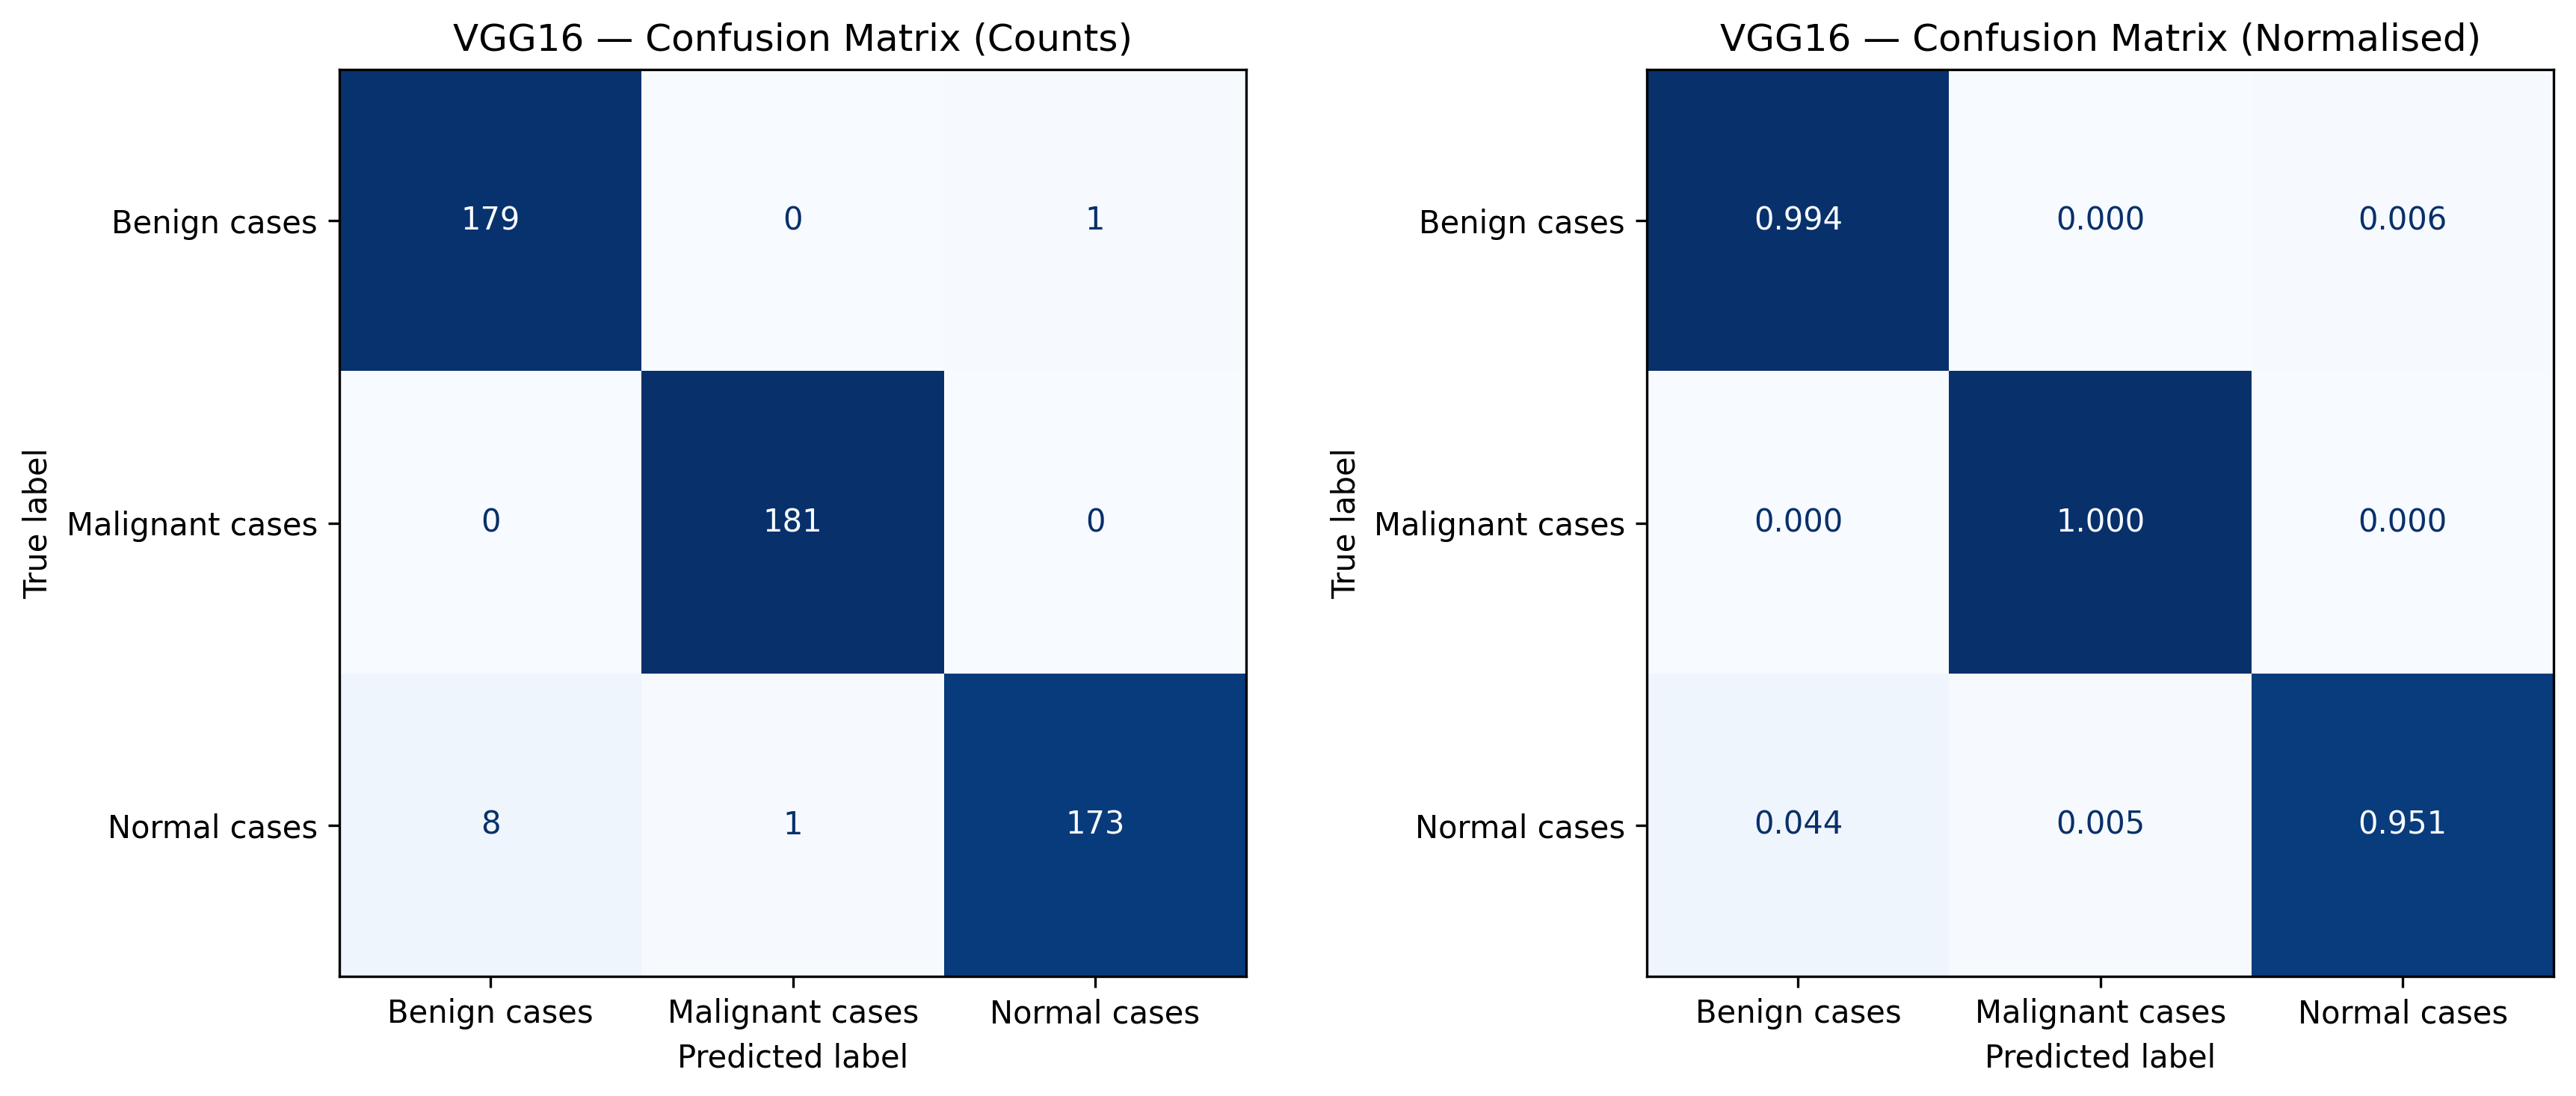 VGG16 — Confusion Matrix (Counts)
True label
Benign cases
179
0
1
Malignant cases
0
181
0
Normal cases
8
1
173
Benign cases
Malignant cases
Normal cases
Predicted label
VGG16 — Confusion Matrix (Normalised)
True label
Benign cases
0.994
0.000
0.006
Malignant cases
0.000
1.000
0.000
Normal cases
0.044
0.005
0.951
Benign cases
Malignant cases
Normal cases
Predicted label